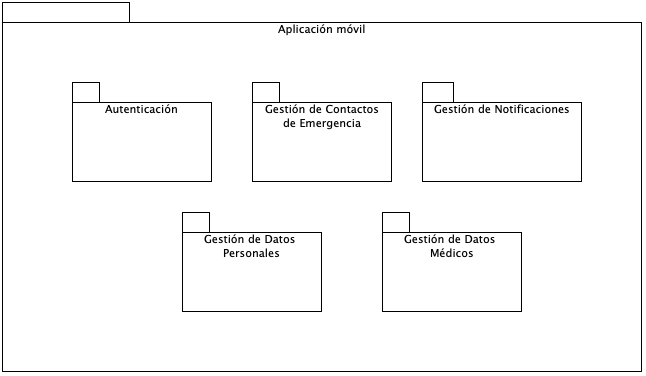 Aplicación móvil
Autenticación
Gestión de Contactos
de Emergencia
Gestión de Notificaciones
Gestión de Datos
Personales
Gestión de Datos
Médicos